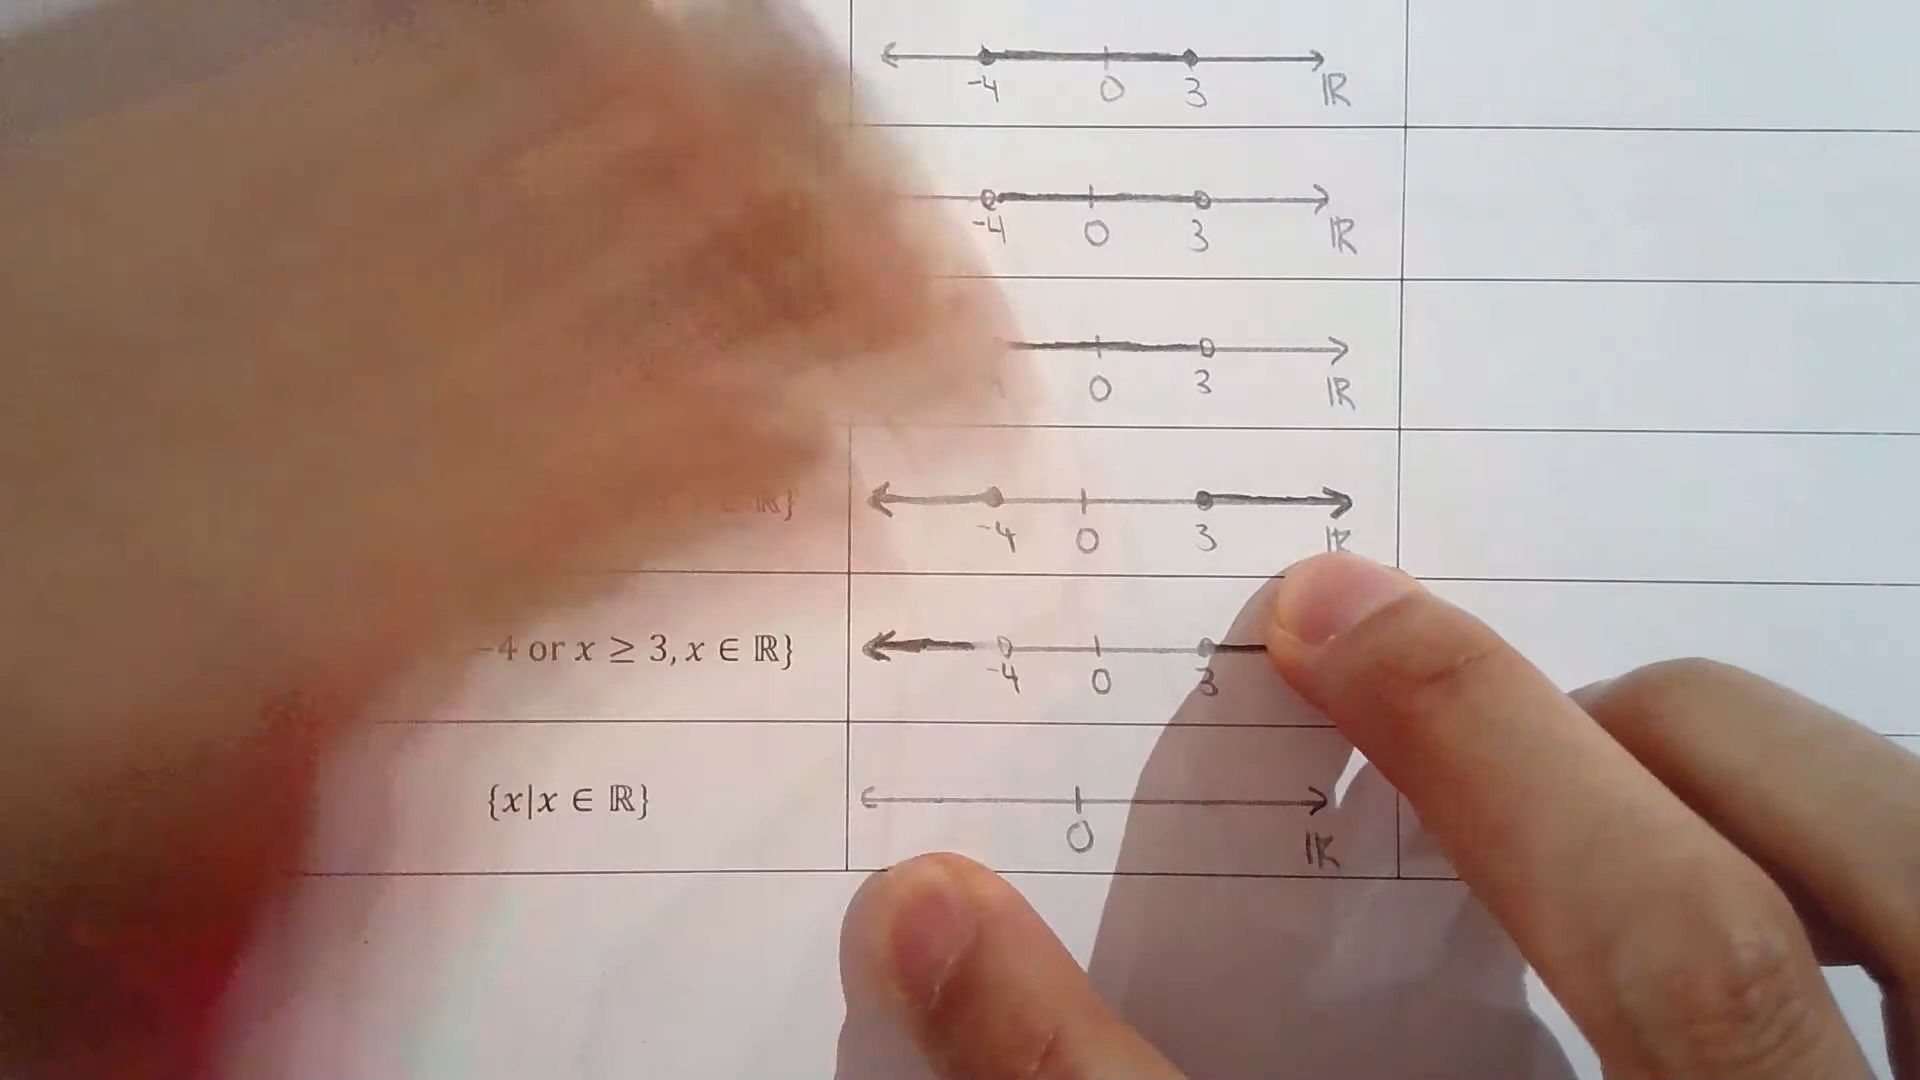 -4 0 3 ℝ
-4 0 3 ℝ
0 3 ℝ
ℝ}
-4 0 3 ℝ
-4 or x ≥ 3, x ∈ ℝ}
-4 0 3
{x|x ∈ ℝ}
0 ℝ